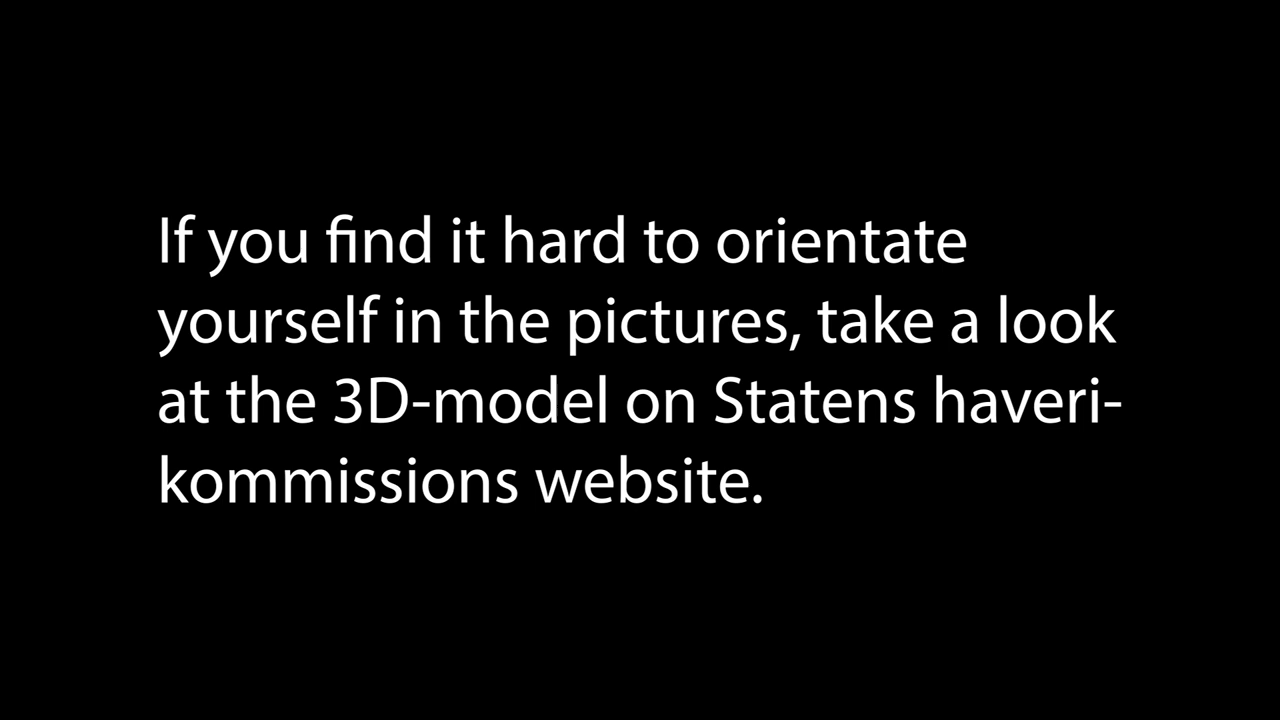 If you find it hard to orientate
yourself in the pictures, take a look
at the 3D-model on Statens haveri-
kommissions website.